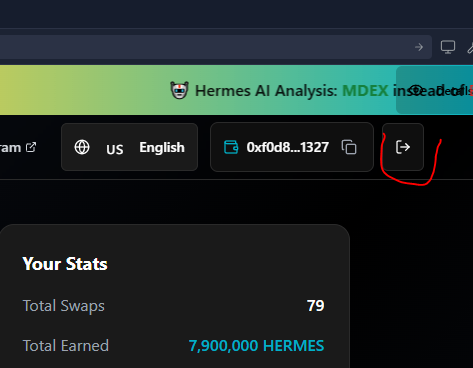 Hermes AI Analysis: MDEX instead of
ram
US English
0xf0d8...1327
Your Stats
Total Swaps 79
Total Earned 7,900,000 HERMES